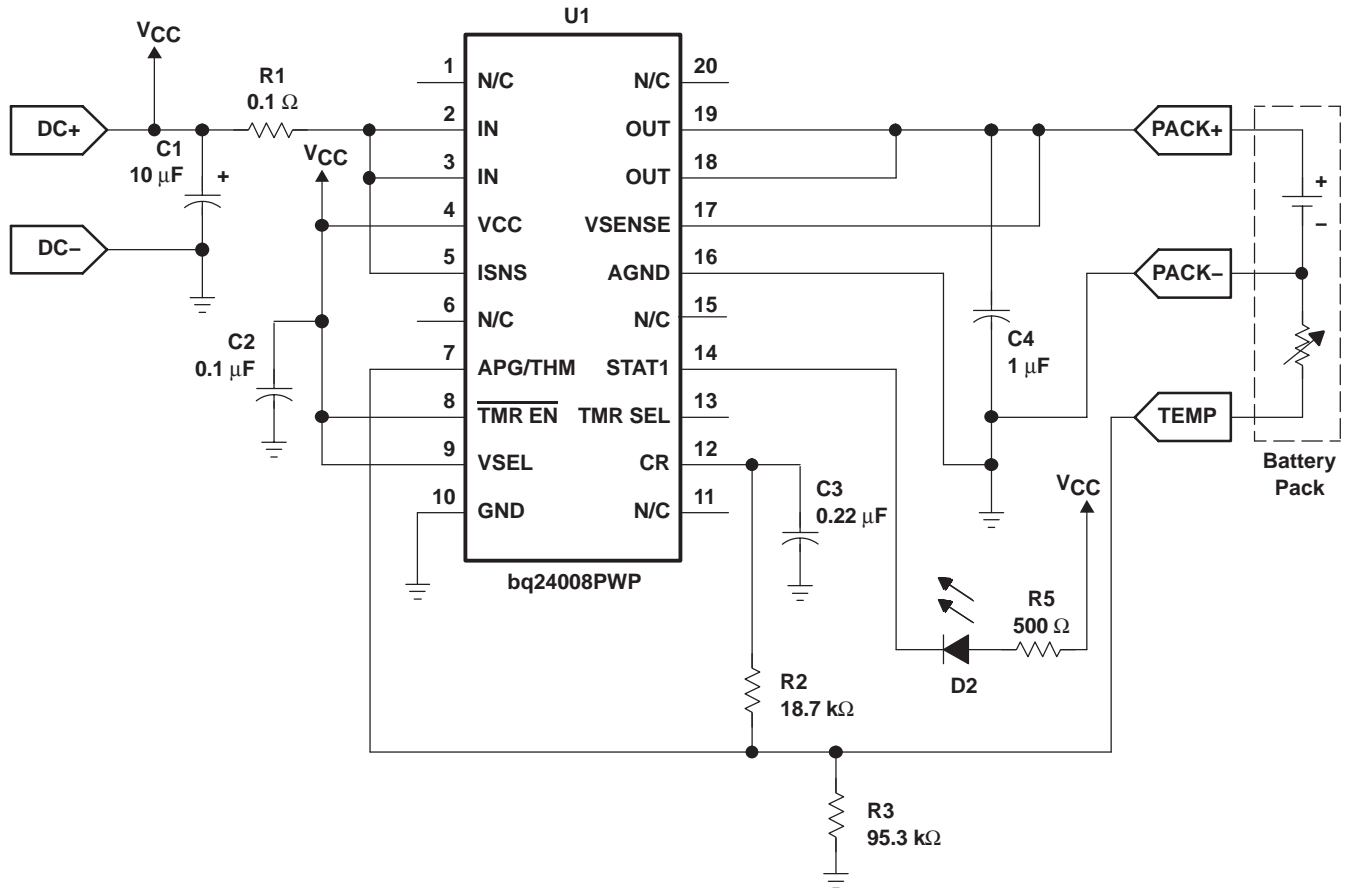 U1
VCC
DC+
C1
10 μF
+
R1
0.1 Ω
VCC
DC–
C2
0.1 μF
1
N/C
2
IN
3
IN
4
VCC
5
ISNS
6
N/C
7
APG/THM
8
TMR EN
9
VSEL
10
GND
20
N/C
19
OUT
18
OUT
17
VSENSE
16
AGND
15
N/C
14
STAT1
13
TMR SEL
12
CR
11
N/C
bq24008PWP
C3
0.22 μF
C4
1 μF
PACK+
+
–
PACK–
TEMP
Battery
Pack
VCC
R5
500 Ω
D2
R2
18.7 kΩ
R3
95.3 kΩ